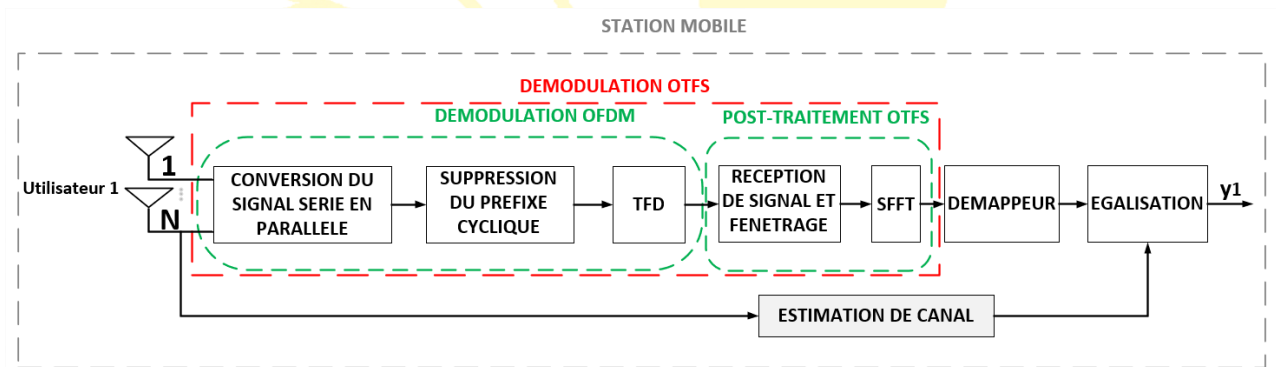 STATION MOBILE
DEMODULATION OTFS
DEMODULATION OFDM
POST-TRAITEMENT OTFS
Utilisateur 1
1
N
CONVERSION DU
SIGNAL SERIE EN
PARALLELE
SUPPRESSION
DU PREFIXE
CYCLIQUE
TFD
RECEPTION
DE SIGNAL ET
FENETRAGE
SFFT
DEMAPPEUR
EGALISATION
y1
ESTIMATION DE CANAL